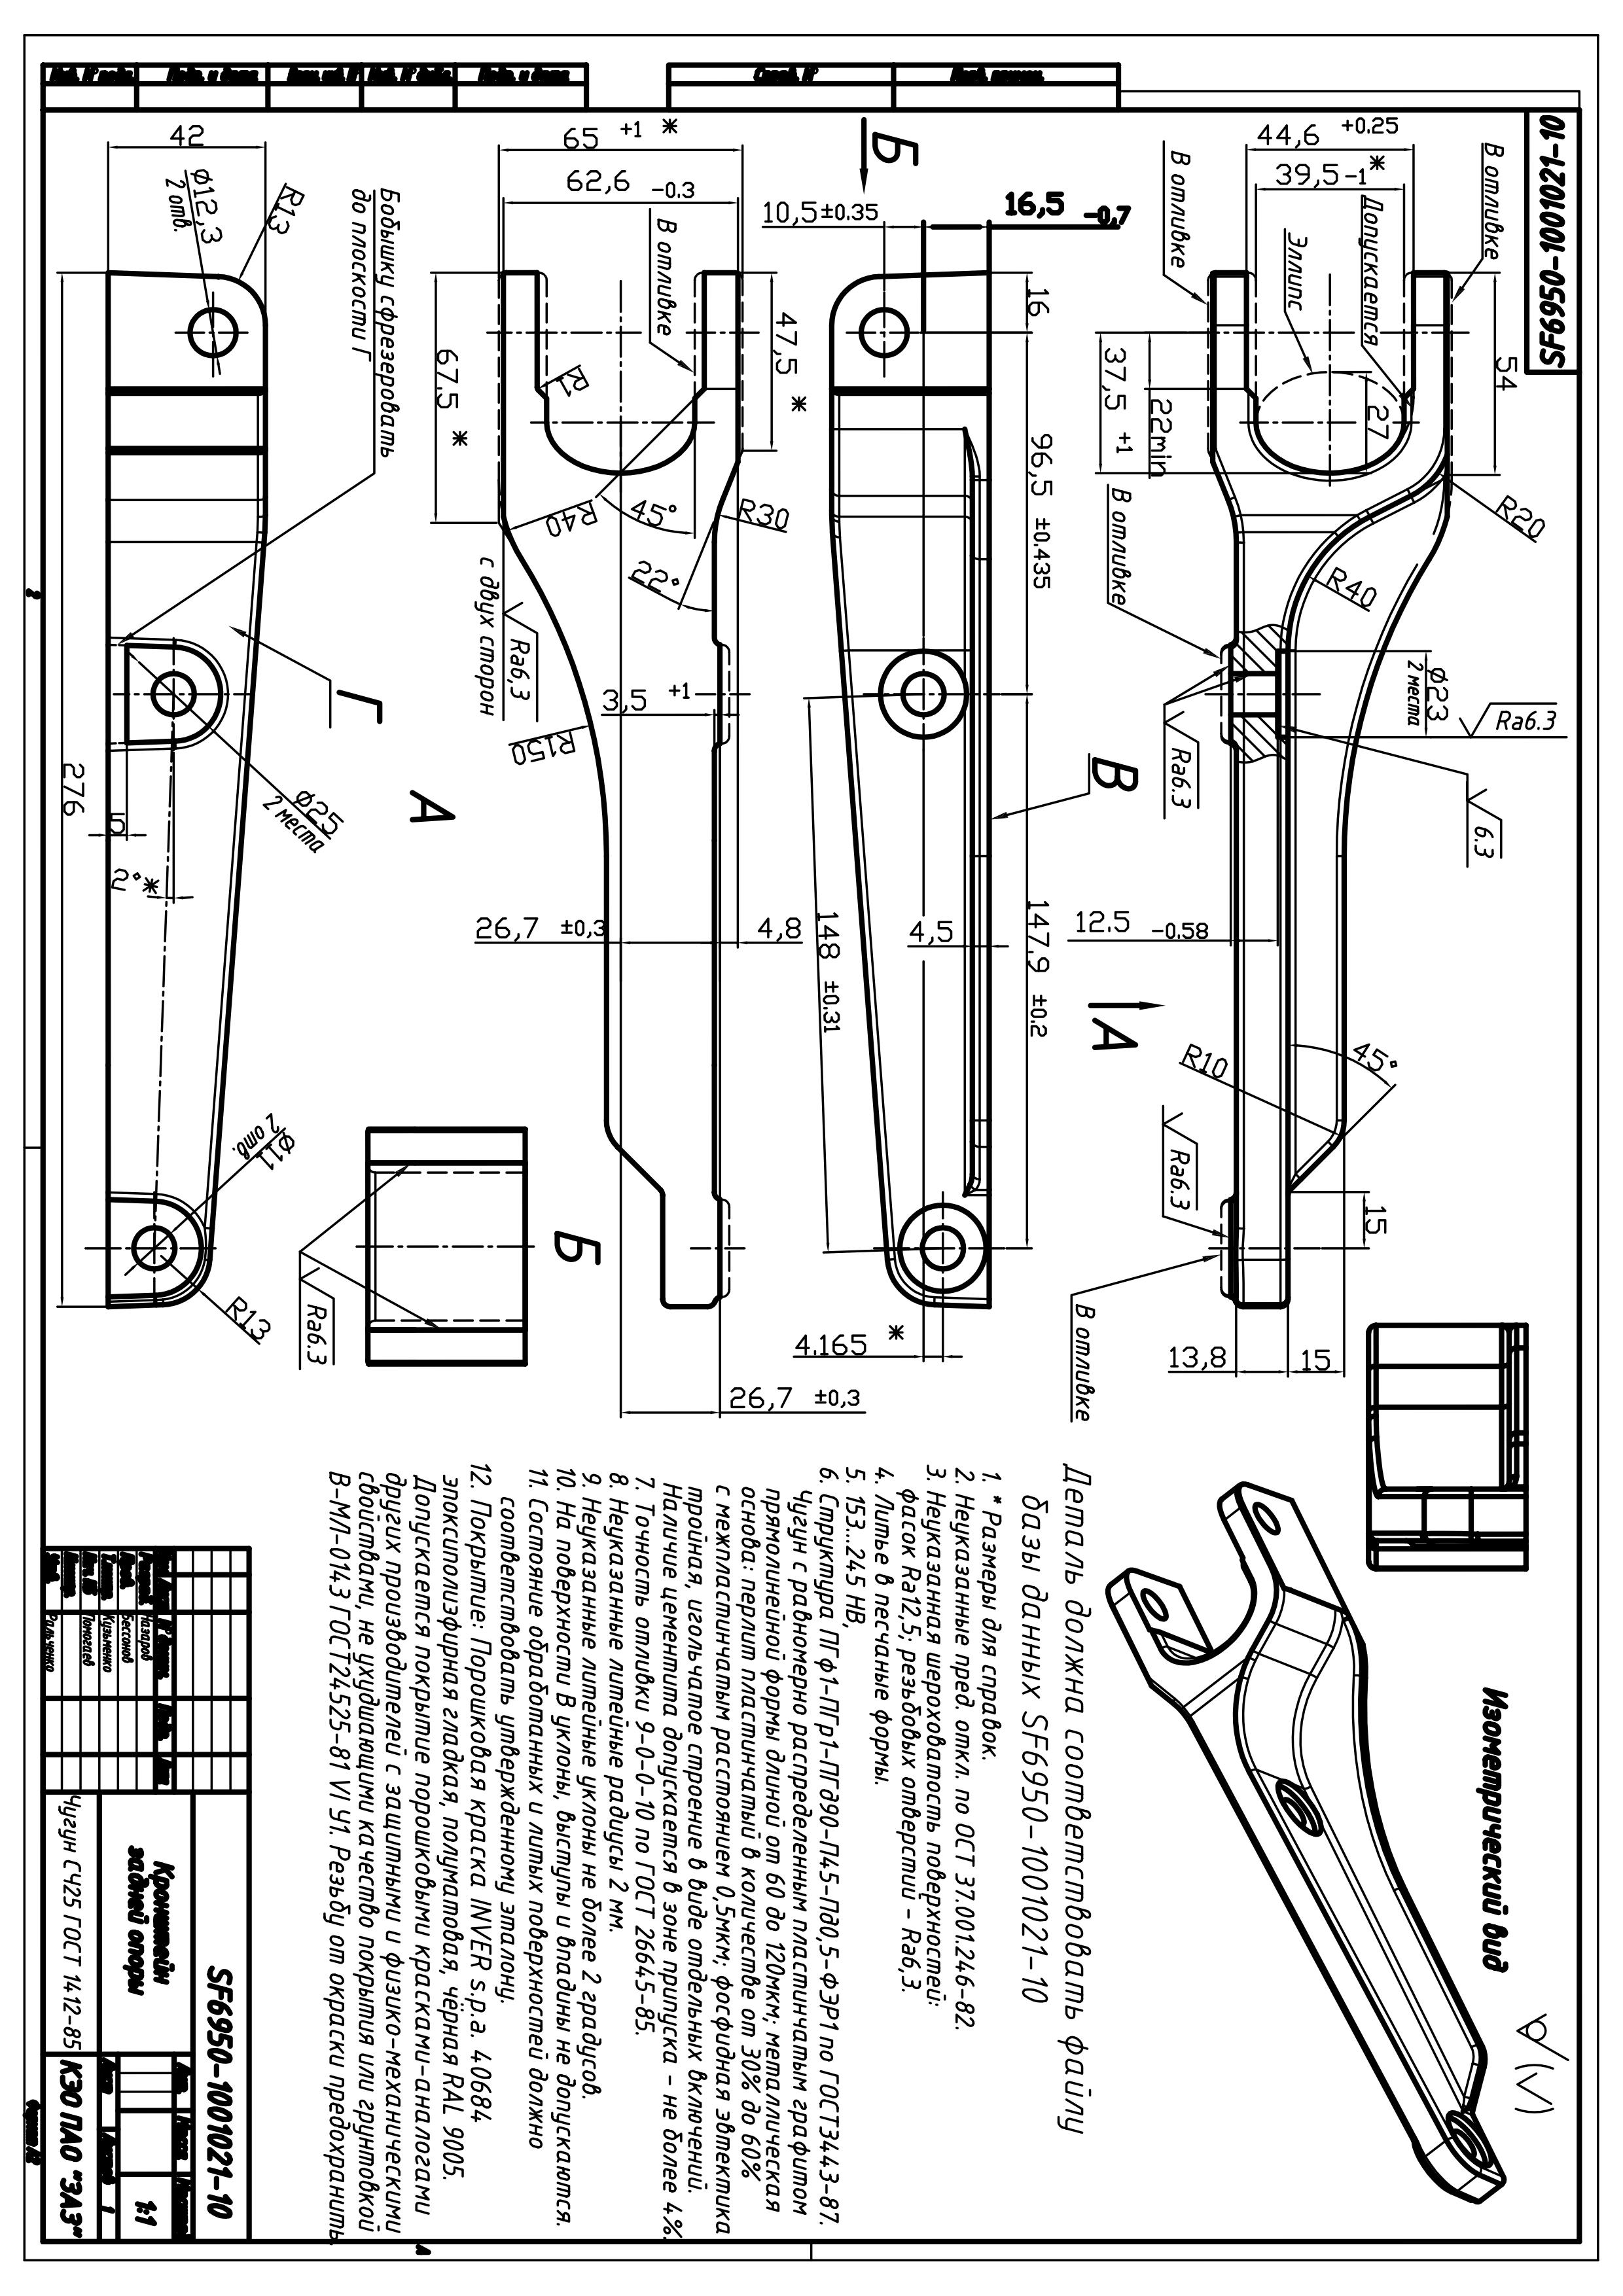 SF6950-1001021-10
В отливке
44,6 +0.25
39,5-1*
В отливке
Допускается
Эллипс
54
27
22min
37,5 +1
R20
R40
В отливке
Ø23
2 места
Ra6.3
6.3
Ra6.3
12.5 -0.58
А
45°
R10
Ra6.3
15
В отливке
13,8
15
Б
16,5 -0,7
10,5±0.35
16
96,5 ±0.435
В
147,9 ±0.2
4,5
148 ±0.31
4.165 *
65 +1 *
62,6 -0.3
В отливке
47,5 *
67,5 *
R1
R40
45°
R30
22°
с двух сторон
Ra6,3
3,5 +1
R150
26,7 ±0,3
4,8
26,7 ±0,3
А
42
Ø12,3
2 отв.
R13
Бобышку сфрезеровать
до плоскости Г
Г
276
5
2°*
Ø25
2 места
Ø11
2 отв.
R13
Б
Ra6.3
Изометрический вид
Деталь должна соответствовать файлу
базы данных SF6950-1001021-10
1. * Размеры для справок.
2. Неуказанные пред. откл. по ОСТ 37.001.246-82.
3. Неуказанная шероховатость поверхностей:
фасок Ra12,5; резьбовых отверстий - Ra6,3.
4. Литье в песчаные формы.
5. 153...245 НВ,
6. Структура ПГф1-ПГр1-ПГд90-П45-Пд0,5-ФЭР1 по ГОСТ3443-87.
Чугун с равномерно распределенным пластинчатым графитом
прямолинейной формы длиной от 60 до 120мкм; металлическая
основа: перлит пластинчатый в количестве от 30% до 60%
с межпластинчатым расстоянием 0,5мкм; фосфидная эвтектика
тройная, игольчатое строение в виде отдельных включений.
Наличие цементита допускается в зоне припуска - не более 4%.
7. Точность отливки 9-0-0-10 по ГОСТ 26645-85.
8. Неуказанные литейные радиусы 2 мм.
9. Неуказанные литейные уклоны не более 2 градусов.
10. На поверхности В уклоны, выступы и впадины не допускаются.
11. Состояние обработанных и литых поверхностей должно
соответствовать утвержденному эталону.
12. Покрытие: Порошковая краска INVER s.p.a. 40684
эпоксиполиэфирная гладкая, полуматовая, чёрная RAL 9005.
Допускается покрытие порошковыми красками-аналогами
других производителей с защитными и физико-механическими
свойствами, не ухудшающими качество покрытия или грунтовкой
В-МЛ-0143 ГОСТ24525-81 VI У1. Резьбу от окраски предохранить
SF6950-1001021-10
Назаров
Бессонов
Кузьменко
Помогаев
Пальченко
Кронштейн
задней опоры
1:1
1
Чугун СЧ25 ГОСТ 1412-85
КЭО ПАО "ЗАЗ"